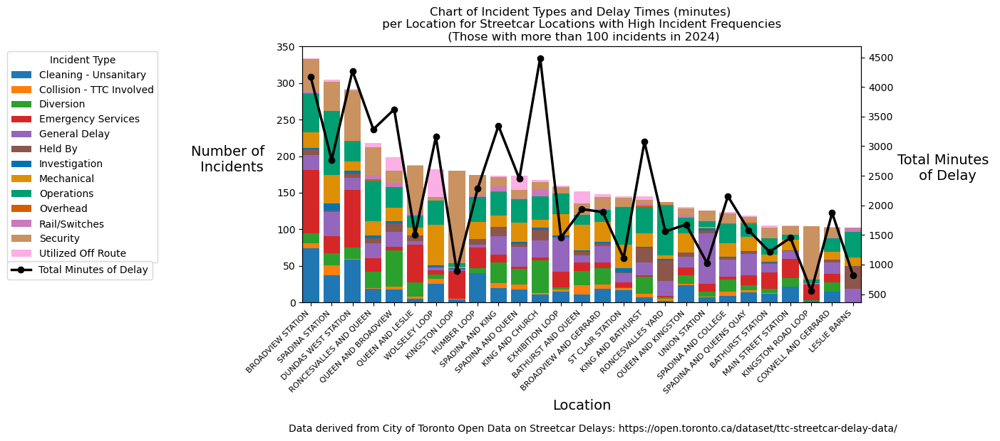 Chart of Incident Types and Delay Times (minutes)
per Location for Streetcar Locations with High Incident Frequencies
(Those with more than 100 incidents in 2024)
Incident Type
Cleaning - Unsanitary
Collision - TTC Involved
Diversion
Emergency Services
General Delay
Held By
Investigation
Mechanical
Operations
Overhead
Rail/Switches
Security
Utilized Off Route
Total Minutes of Delay
Number of
Incidents
350
300
250
200
150
100
50
0
4500
4000
3500
3000
2500
2000
1500
1000
500
Total Minutes
of Delay
BROADVIEW STATION
SPADINA STATION
DUNDAS WEST STATION
RONCESVALLES AND QUEEN
QUEEN AND BROADVIEW
QUEEN AND LESLIE
WOLSELEY LOOP
KINGSTON LOOP
HUMBER LOOP
SPADINA AND KING
SPADINA AND QUEEN
KING AND CHURCH
EXHIBITION LOOP
BATHURST AND QUEEN
BROADVIEW AND GERRARD
ST CLAIR STATION
KING AND BATHURST
RONCESVALLES YARD
QUEEN AND KINGSTON
UNION STATION
SPADINA AND COLLEGE
SPADINA AND QUEENS QUAY
BATHURST STATION
MAIN STREET STATION
KINGSTON ROAD LOOP
COXWELL AND GERRARD
LESLIE BARNS
Location
Data derived from City of Toronto Open Data on Streetcar Delays: https://open.toronto.ca/dataset/ttc-streetcar-delay-data/